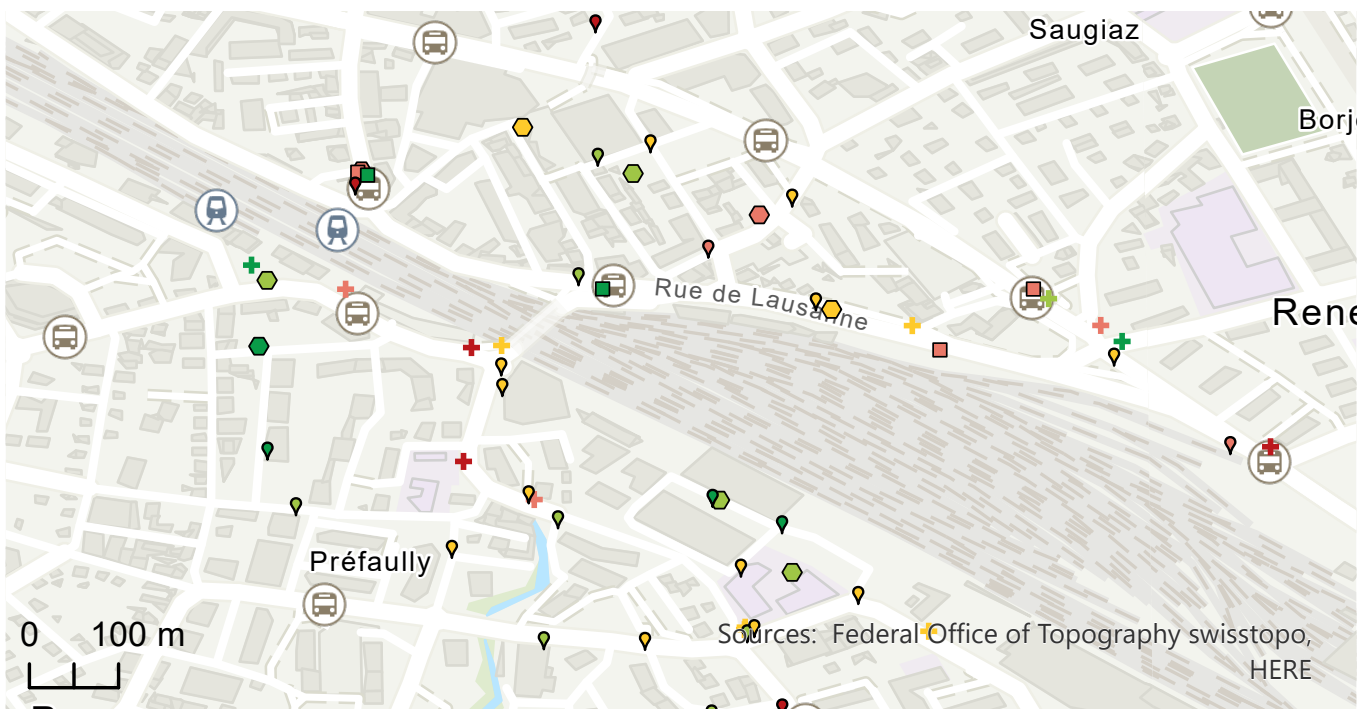 Saugiaz
Borj
Rue de Lausanne
Rene
Préfaully
0 100 m
Sources: Federal Office of Topography swisstopo,
HERE